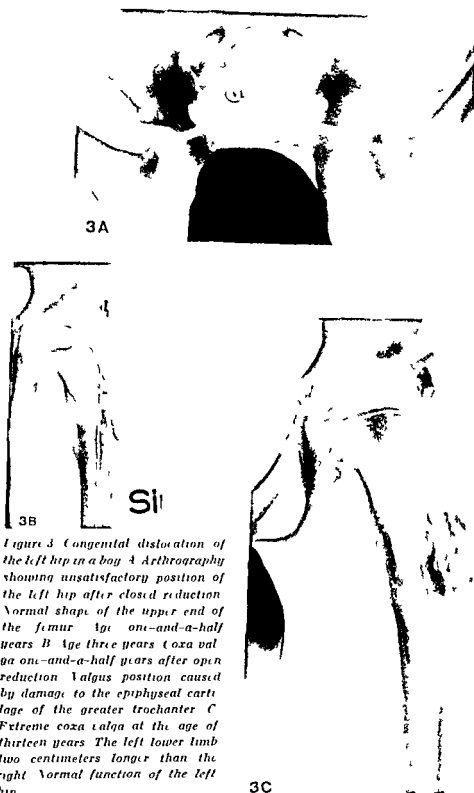 3A
3B
Sil
Figure 3 Congenital dislocation of
the left hip in a boy A Arthrography
showing unsatisfactory position of
the left hip after closed reduction
Normal shape of the upper end of
the femur Age one-and-a-half
years B Age three years Coxa val
ga one-and-a-half years after open
reduction Valgus position caused
by damage to the epiphyseal carti
lage of the greater trochanter C
Extreme coxa valga at the age of
thirteen years The left lower limb
two centimeters longer than the
right Normal function of the left
hip
3C